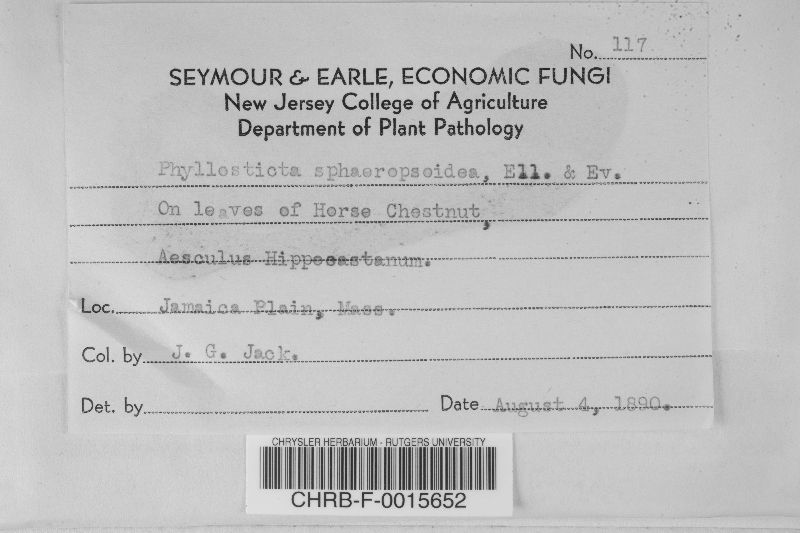 No. 117
SEYMOUR & EARLE, ECONOMIC FUNGI
New Jersey College of Agriculture
Department of Plant Pathology
Phyllosticta sphaeropsoidea, Ell. & Ev.
On leaves of Horse Chestnut,
Aesculus Hippocastanum.
Loc. Jamaica Plain, Mass.
Col. by J. G. Jack.
Det. by Date August 4, 1890.
CHRYSLER HERBARIUM - RUTGERS UNIVERSITY
CHRB-F-0015652